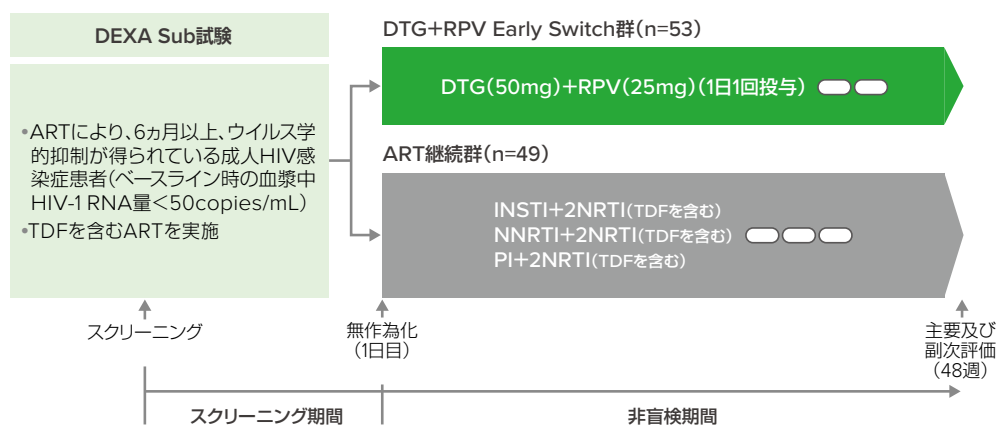 DEXA Sub試験
•ARTにより、6ヵ月以上、ウイルス学
的抑制が得られている成人HIV感
染症患者(ベースライン時の血漿中
HIV-1 RNA量<50copies/mL)
•TDFを含むARTを実施
DTG+RPV Early Switch群(n=53)
DTG(50mg)+RPV(25mg)(1日1回投与)
ART継続群(n=49)
INSTI+2NRTI(TDFを含む)
NNRTI+2NRTI(TDFを含む)
PI+2NRTI(TDFを含む)
スクリーニング
無作為化
(1日目)
主要及び
副次評価
(48週)
スクリーニング期間
非盲検期間